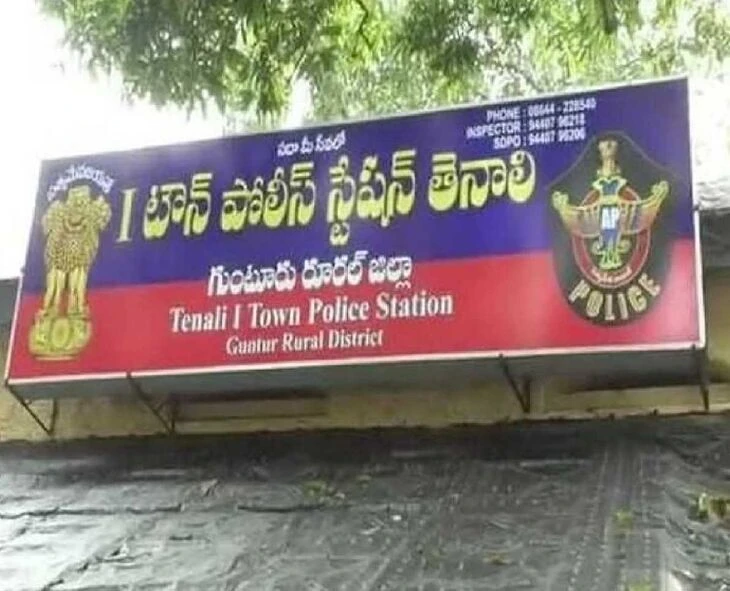 సదా మీ సేవలో
PHONE : 08644 - 228540
INSPECTOR : 94407 96218
SDPO : 94407 96206
I టౌన్ పోలీస్ స్టేషన్ తెనాలి
గుంటూరు రూరల్ జిల్లా
Tenali I Town Police Station
Guntur Rural District
AP
POLICE